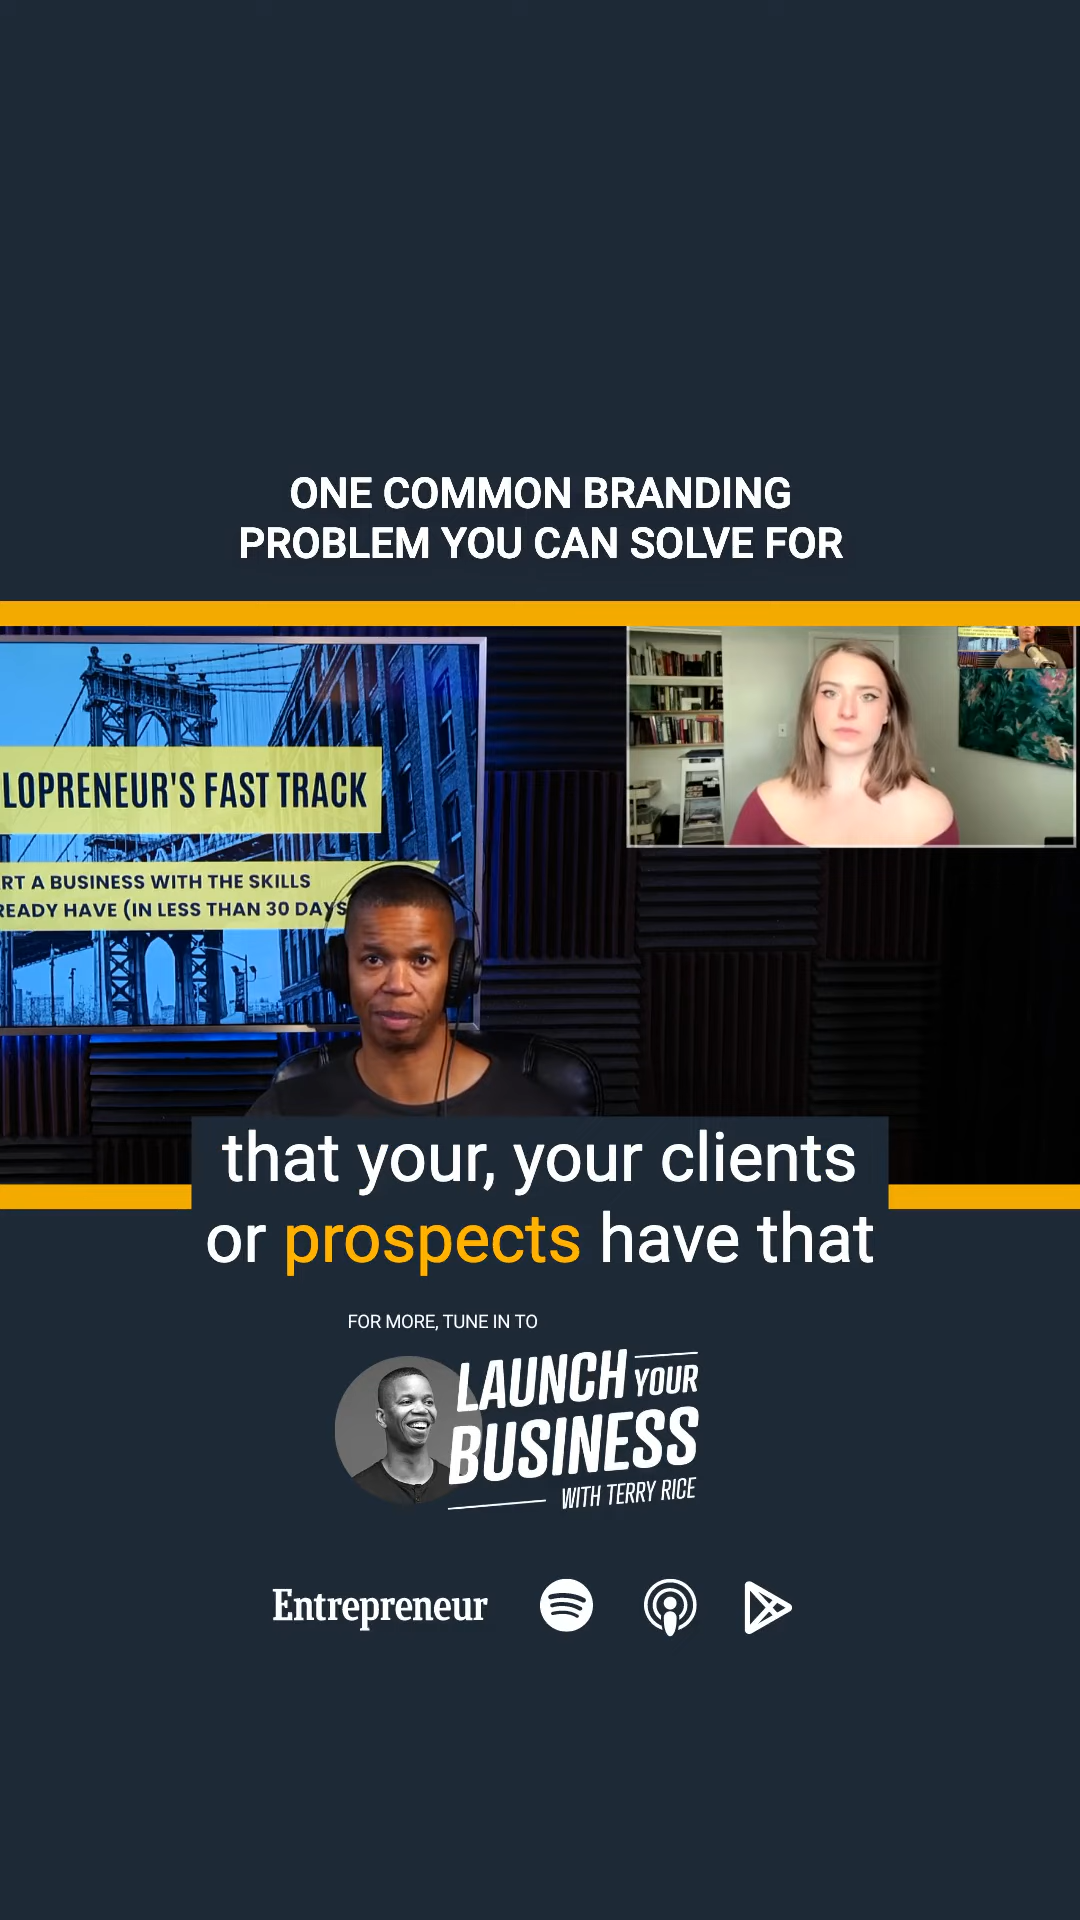 ONE COMMON BRANDING
PROBLEM YOU CAN SOLVE FOR
LOPRENEUR'S FAST TRACK
RT A BUSINESS WITH THE SKILLS
READY HAVE (IN LESS THAN 30 DAYS
that your, your clients
or prospects have that
FOR MORE, TUNE IN TO
LAUNCH YOUR
BUSINESS
WITH TERRY RICE
Entrepreneur